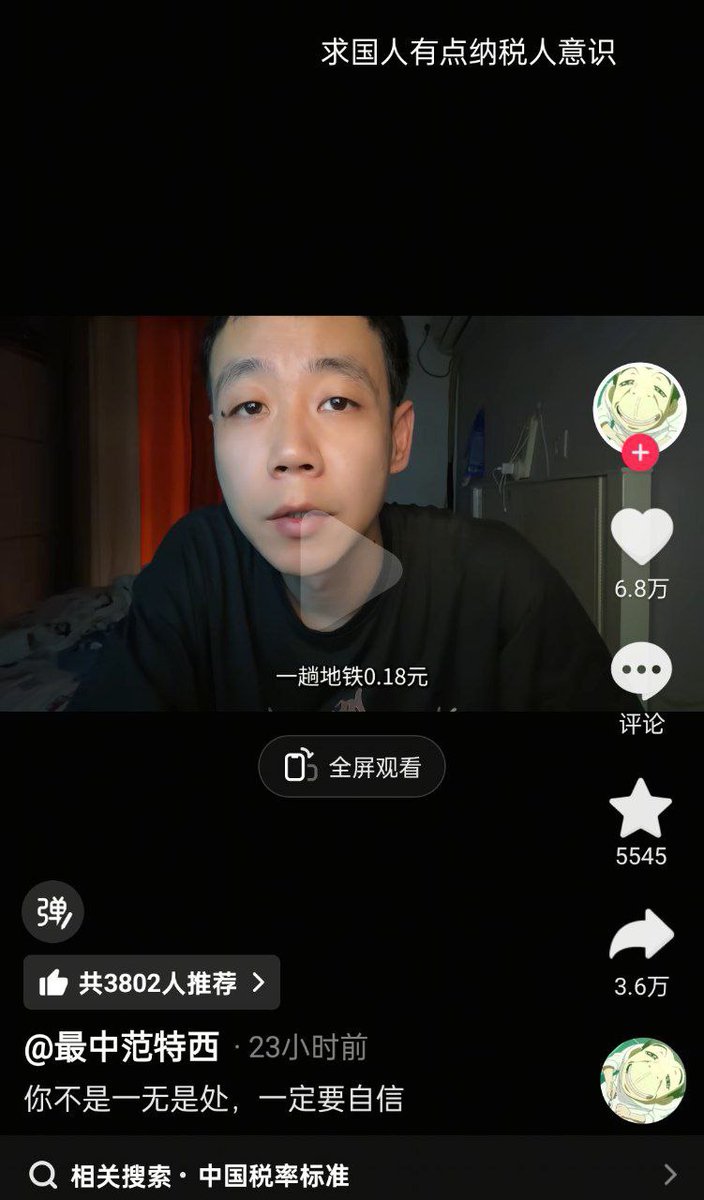 求国人有点纳税人意识
一趟地铁0.18元
6.8万
评论
全屏观看
5545
弹
共3802人推荐
3.6万
@最中范特西 · 23小时前
你不是一无是处，一定要自信
相关搜索· 中国税率标准